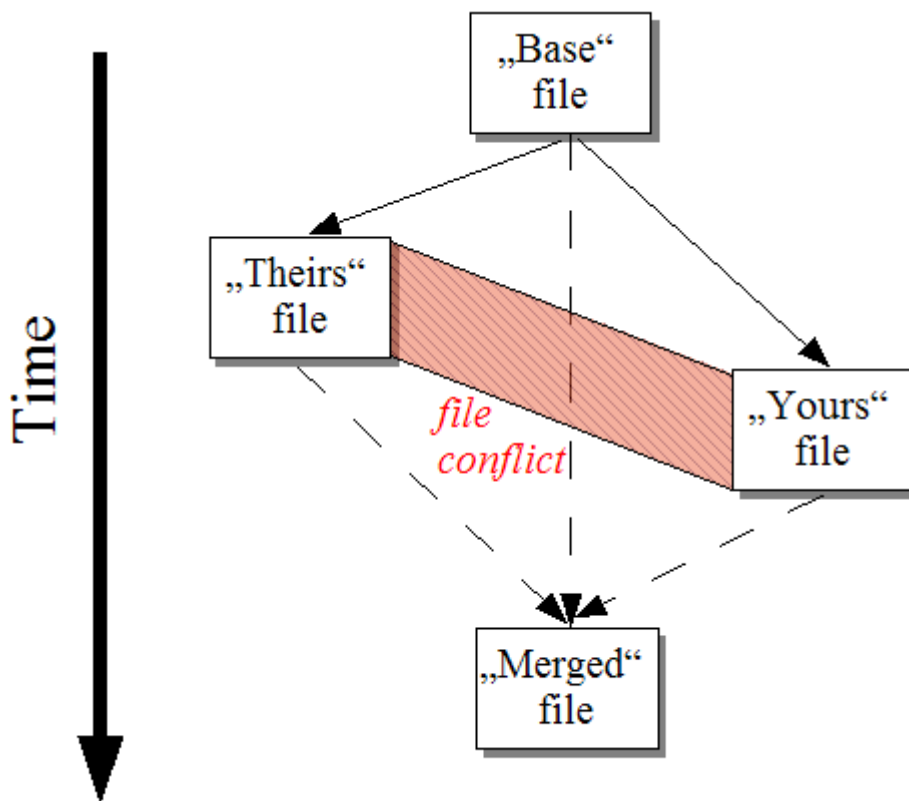 „Base“
file
„Theirs“
file
Time
„Yours“
file
file
conflict
„Merged“
file